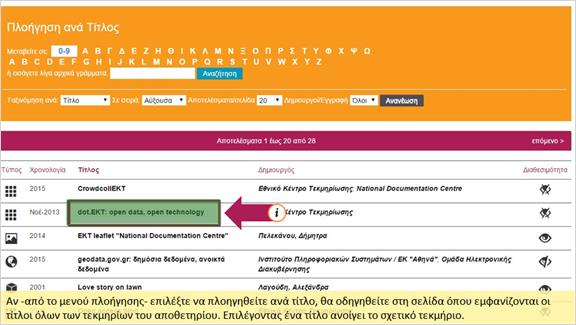 Πλοήγηση ανά Τίτλος
Μεταβείτε σε: 0-9 Α Β Γ Δ Ε Ζ Η Θ Ι Κ Λ Μ Ν Ξ Ο Π Ρ Σ Τ Υ Φ Χ Ψ Ω
A B C D E F G H I J K L M N O P Q R S T U V W X Y Z
ή εισάγετε λίγα αρχικά γράμματα: Αναζήτηση
Ταξινόμηση ανά: Τίτλο Σε σειρά: Αύξουσα Αποτελέσματα/σελίδα 20 Δημιουργοί/Εγγραφή Όλοι Ανανέωση
Αποτελέσματα 1 έως 20 από 28 επόμενο >
Τύπος Χρονολογία Τίτλος Δημιουργός Διαθεσιμότητα
2015 CrowdcollEKT Εθνικό Κέντρο Τεκμηρίωσης; National Documentation Centre
Νοέ-2013 dot.EKT: open data, open technology i Κέντρο Τεκμηρίωσης
2014 EKT leaflet "National Documentation Centre" Πελεκάνου, Δήμητρα
2015 geodata.gov.gr: δημόσια δεδομένα, ανοικτά δεδομένα Ινστιτούτο Πληροφοριακών Συστημάτων / ΕΚ "Αθηνά", Ομάδα Ηλεκτρονικής Διακυβέρνησης
2001 Love story on lawn Λαγούδη, Αλεξάνδρα
Αν -από το μενού πλοήγησης- επιλέξτε να πλοηγηθείτε ανά τίτλο, θα οδηγηθείτε στη σελίδα όπου εμφανίζονται οι
τίτλοι όλων των τεκμηρίων του αποθετηρίου. Επιλέγοντας ένα τίτλο ανοίγει το σχετικό τεκμήριο.